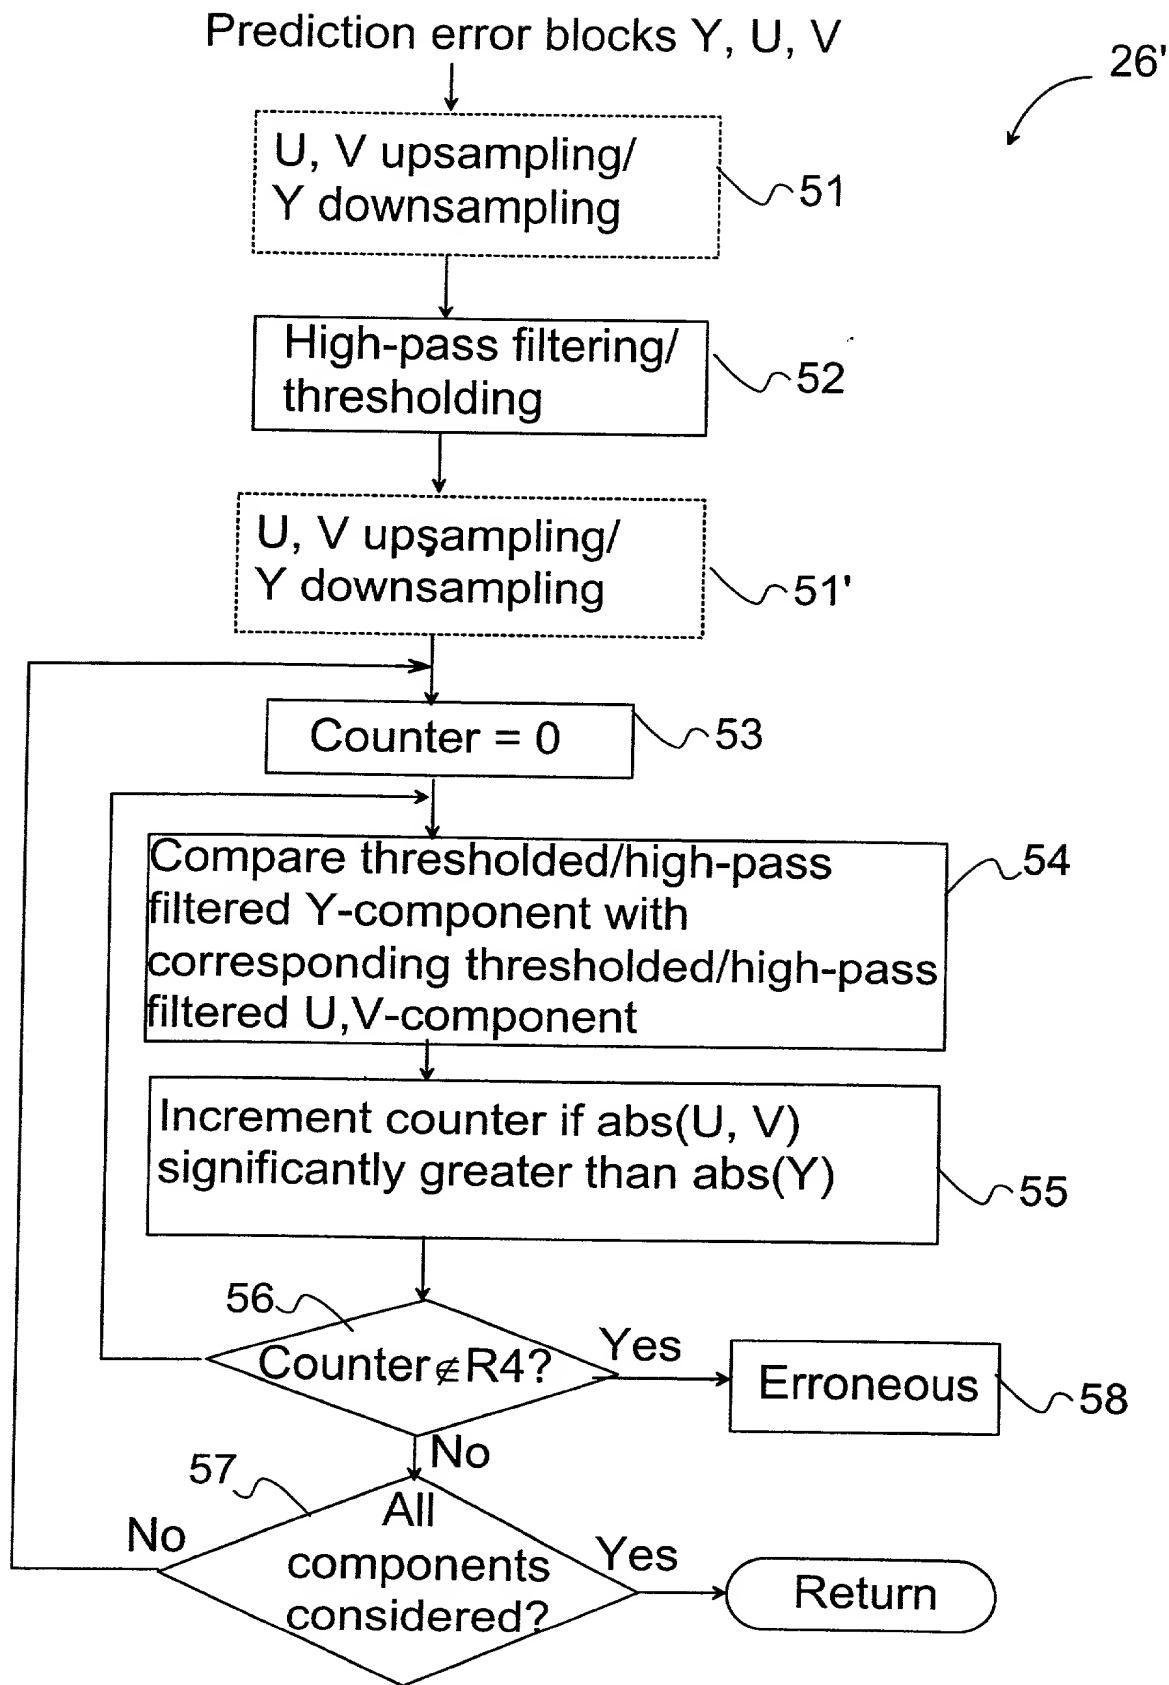 Prediction error blocks Y, U, V
26'
U, V upsampling/
Y downsampling
51
High-pass filtering/
thresholding
52
U, V upsampling/
Y downsampling
51'
Counter = 0
53
Compare thresholded/high-pass
filtered Y-component with
corresponding thresholded/high-pass
filtered U,V-component
54
Increment counter if abs(U, V)
significantly greater than abs(Y)
55
56
Counter∉R4?
Yes
Erroneous
58
No
57
No
All
components
considered?
Yes
Return